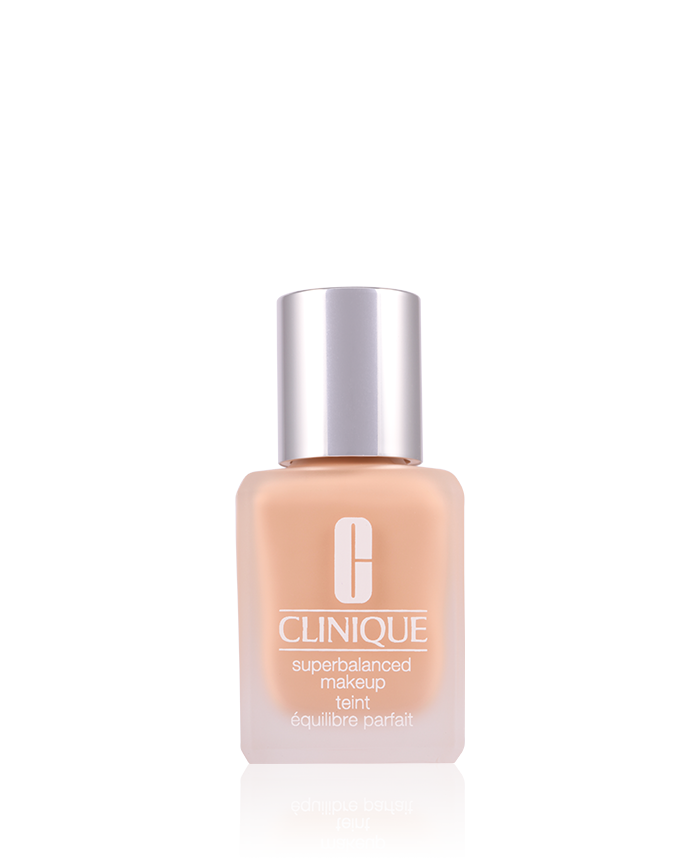 C
CLINIQUE
superbalanced
makeup
teint
équilibre parfait